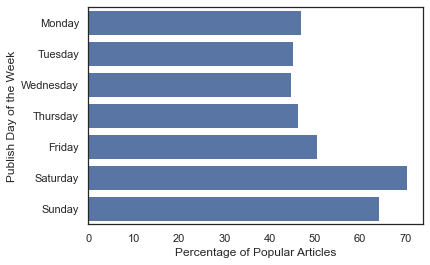 Publish Day of the Week
Monday
Tuesday
Wednesday
Thursday
Friday
Saturday
Sunday
0 10 20 30 40 50 60 70
Percentage of Popular Articles